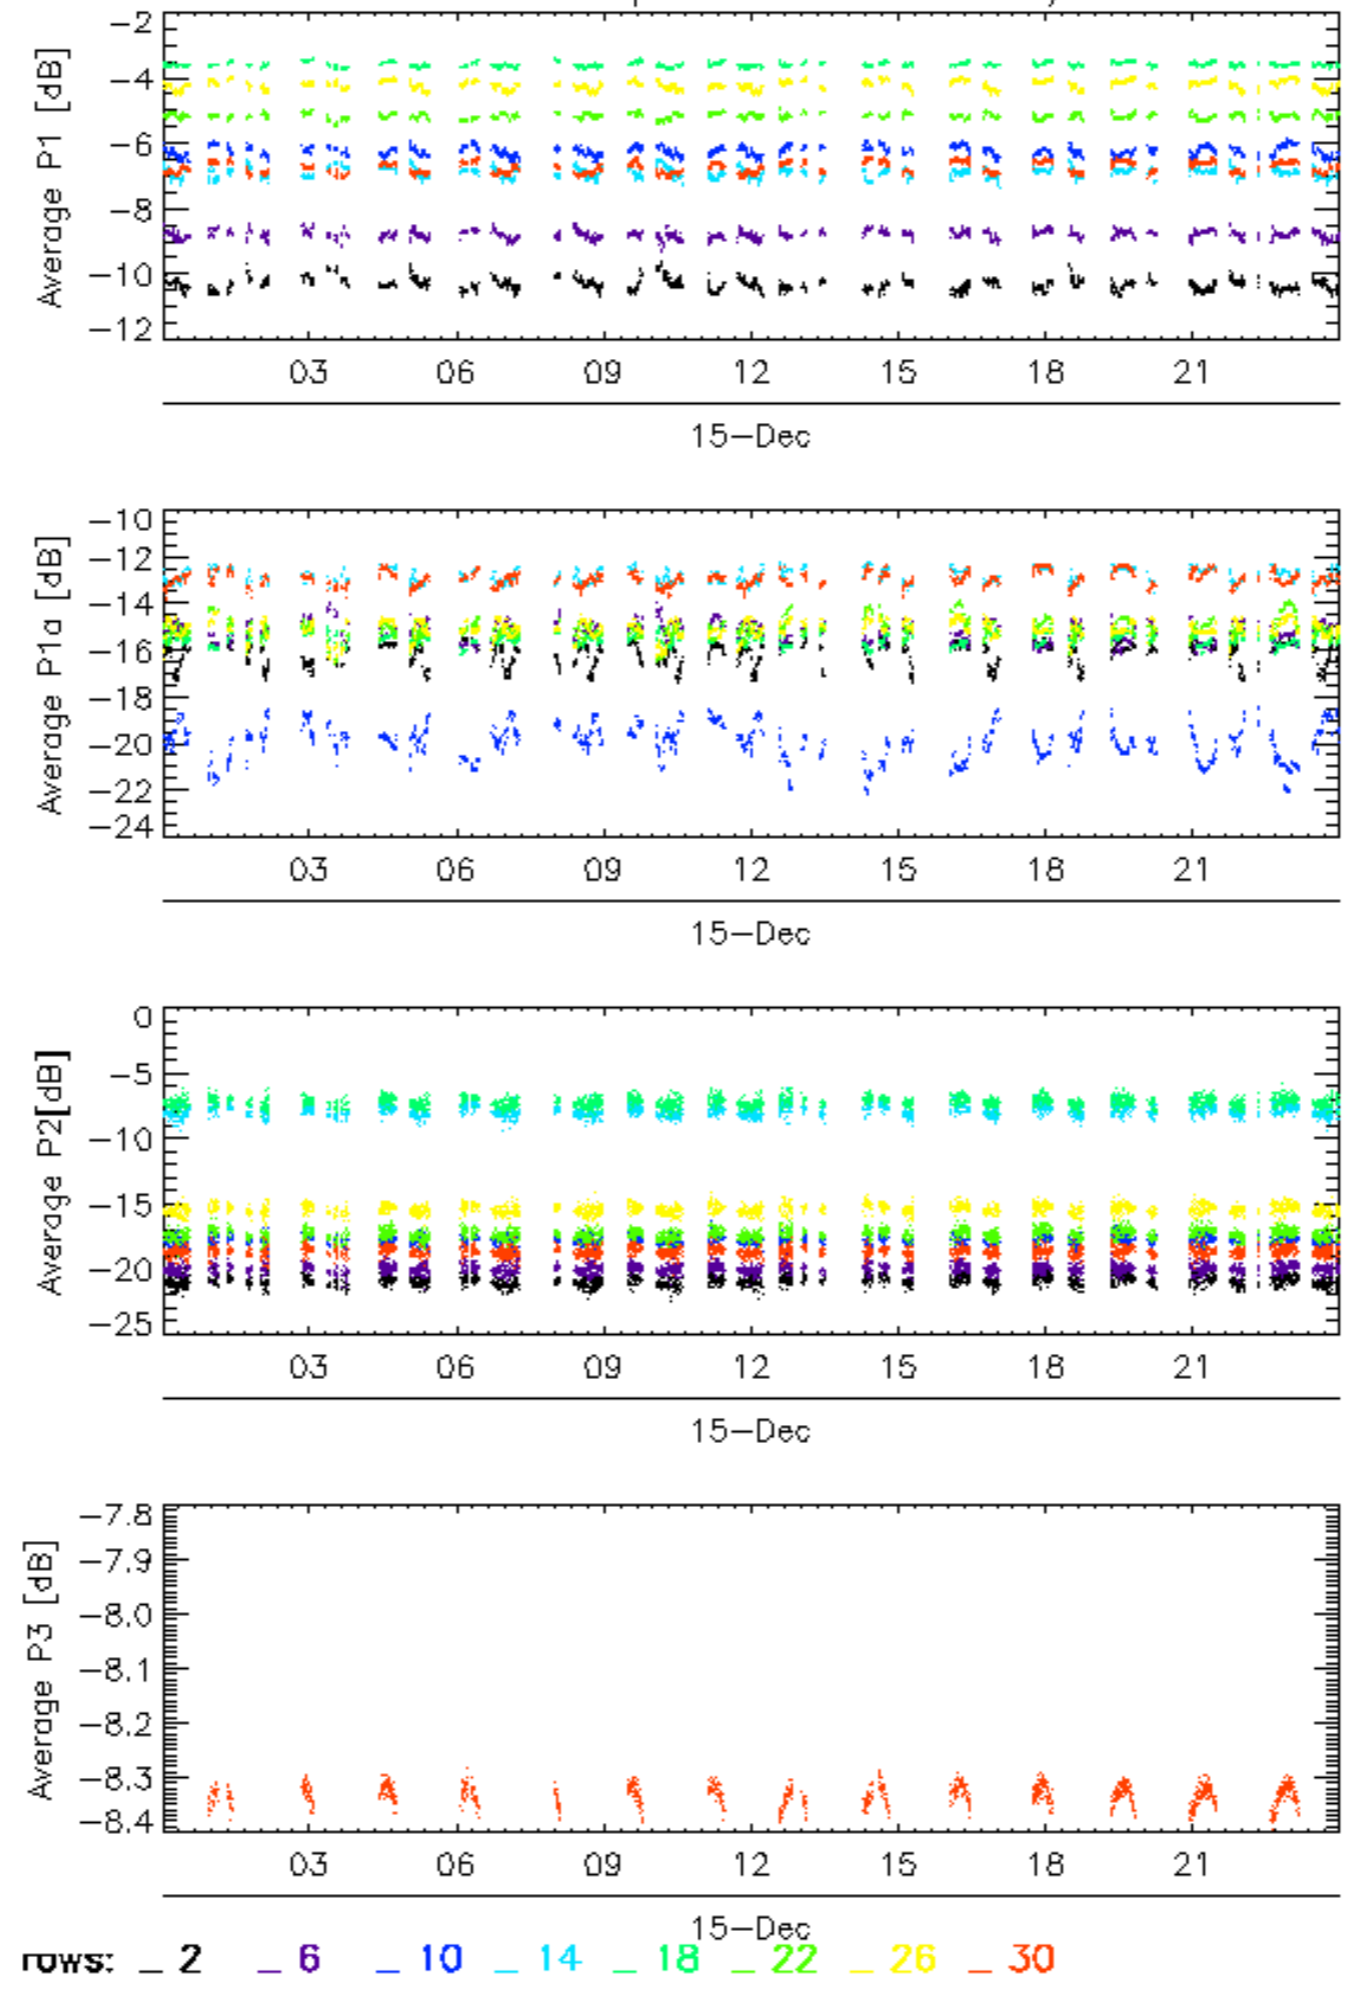 Average P1 [dB]
−2
−4
−6
−8
−10
−12
03 06 09 12 15 18 21
15−Dec
Average P1a [dB]
−10
−12
−14
−16
−18
−20
−22
−24
03 06 09 12 15 18 21
15−Dec
Average P2[dB]
0
−5
−10
−15
−20
−25
03 06 09 12 15 18 21
15−Dec
Average P3 [dB]
−7.8
−7.9
−8.0
−8.1
−8.2
−8.3
−8.4
03 06 09 12 15 18 21
15−Dec
rows: _ 2 _ 6 _ 10 _ 14 _ 18 _ 22 _ 26 _ 30